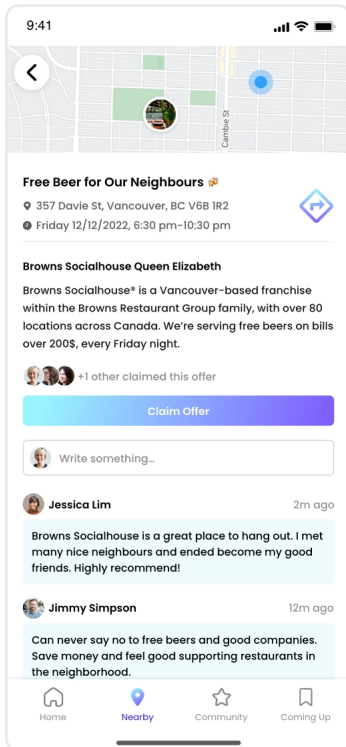 9:41
Cambie St
Free Beer for Our Neighbours 🍻
357 Davie St, Vancouver, BC V6B 1R2
Friday 12/12/2022, 6:30 pm-10:30 pm
Browns Socialhouse Queen Elizabeth
Browns Socialhouse® is a Vancouver-based franchise
within the Browns Restaurant Group family, with over 80
locations across Canada. We're serving free beers on bills
over 200$, every Friday night.
+1 other claimed this offer
Claim Offer
Write something...
Jessica Lim
2m ago
Browns Socialhouse is a great place to hang out. I met
many nice neighbours and ended become my good
friends. Highly recommend!
Jimmy Simpson
12m ago
Can never say no to free beers and good companies.
Save money and feel good supporting restaurants in
the neighborhood.
Home
Nearby
Community
Coming Up